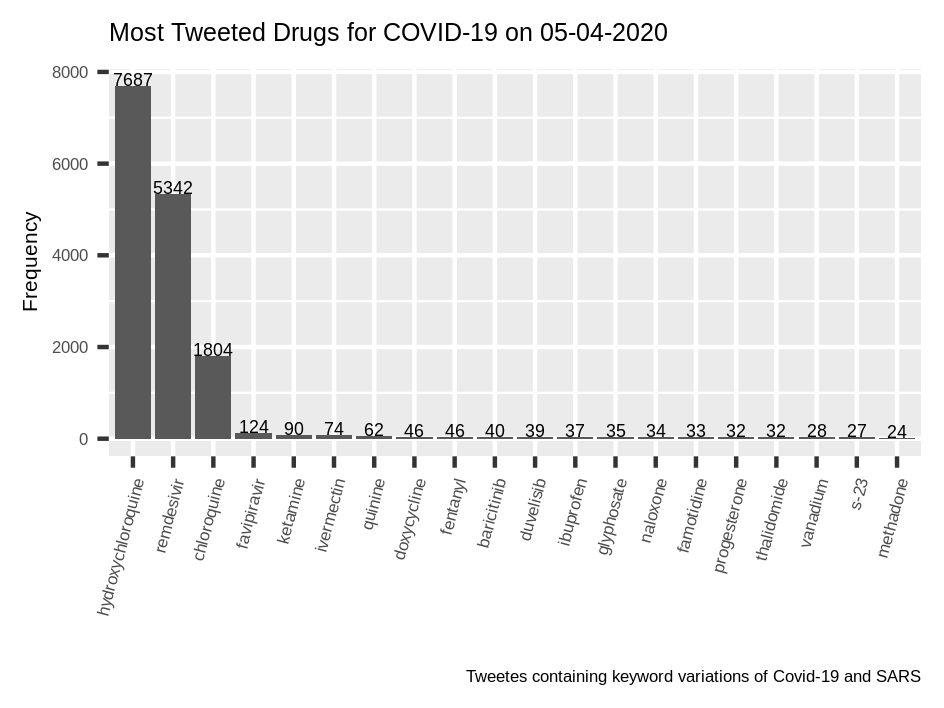 Most Tweeted Drugs for COVID-19 on 05-04-2020
Frequency
8000
6000
4000
2000
0
7687
5342
1804
124
90
74
62
46
46
40
39
37
35
34
33
32
32
28
27
24
hydroxychloroquine
remdesivir
chloroquine
favipiravir
ketamine
ivermectin
quinine
doxycycline
fentanyl
baricitinib
duvelisib
ibuprofen
glyphosate
naloxone
famotidine
progesterone
thalidomide
vanadium
s-23
methadone
Tweetes containing keyword variations of Covid-19 and SARS